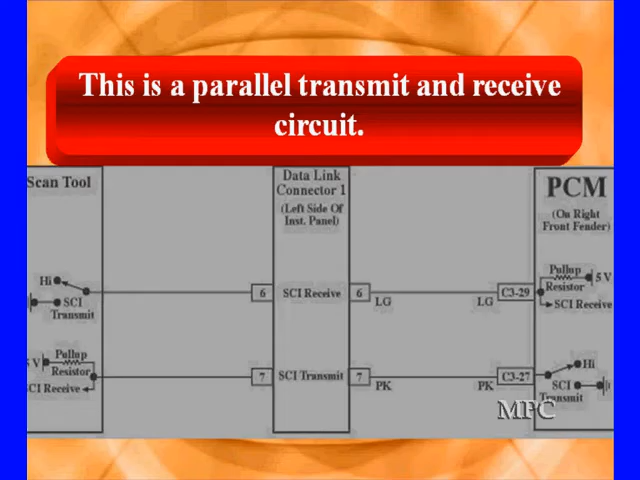 This is a parallel transmit and receive
circuit.
Scan Tool
Data Link
Connector 1
(Left Side Of
Inst. Panel)
PCM
(On Right
Front Fender)
Hi
SCI
Transmit
6
SCI Receive
6
LG
LG
C3-29
Pullup
Resistor
5 V
SCI Receive
5 V
Pullup
Resistor
SCI Receive
7
SCI Transmit
7
PK
PK
C3-27
Hi
SCI
Transmit
MPC